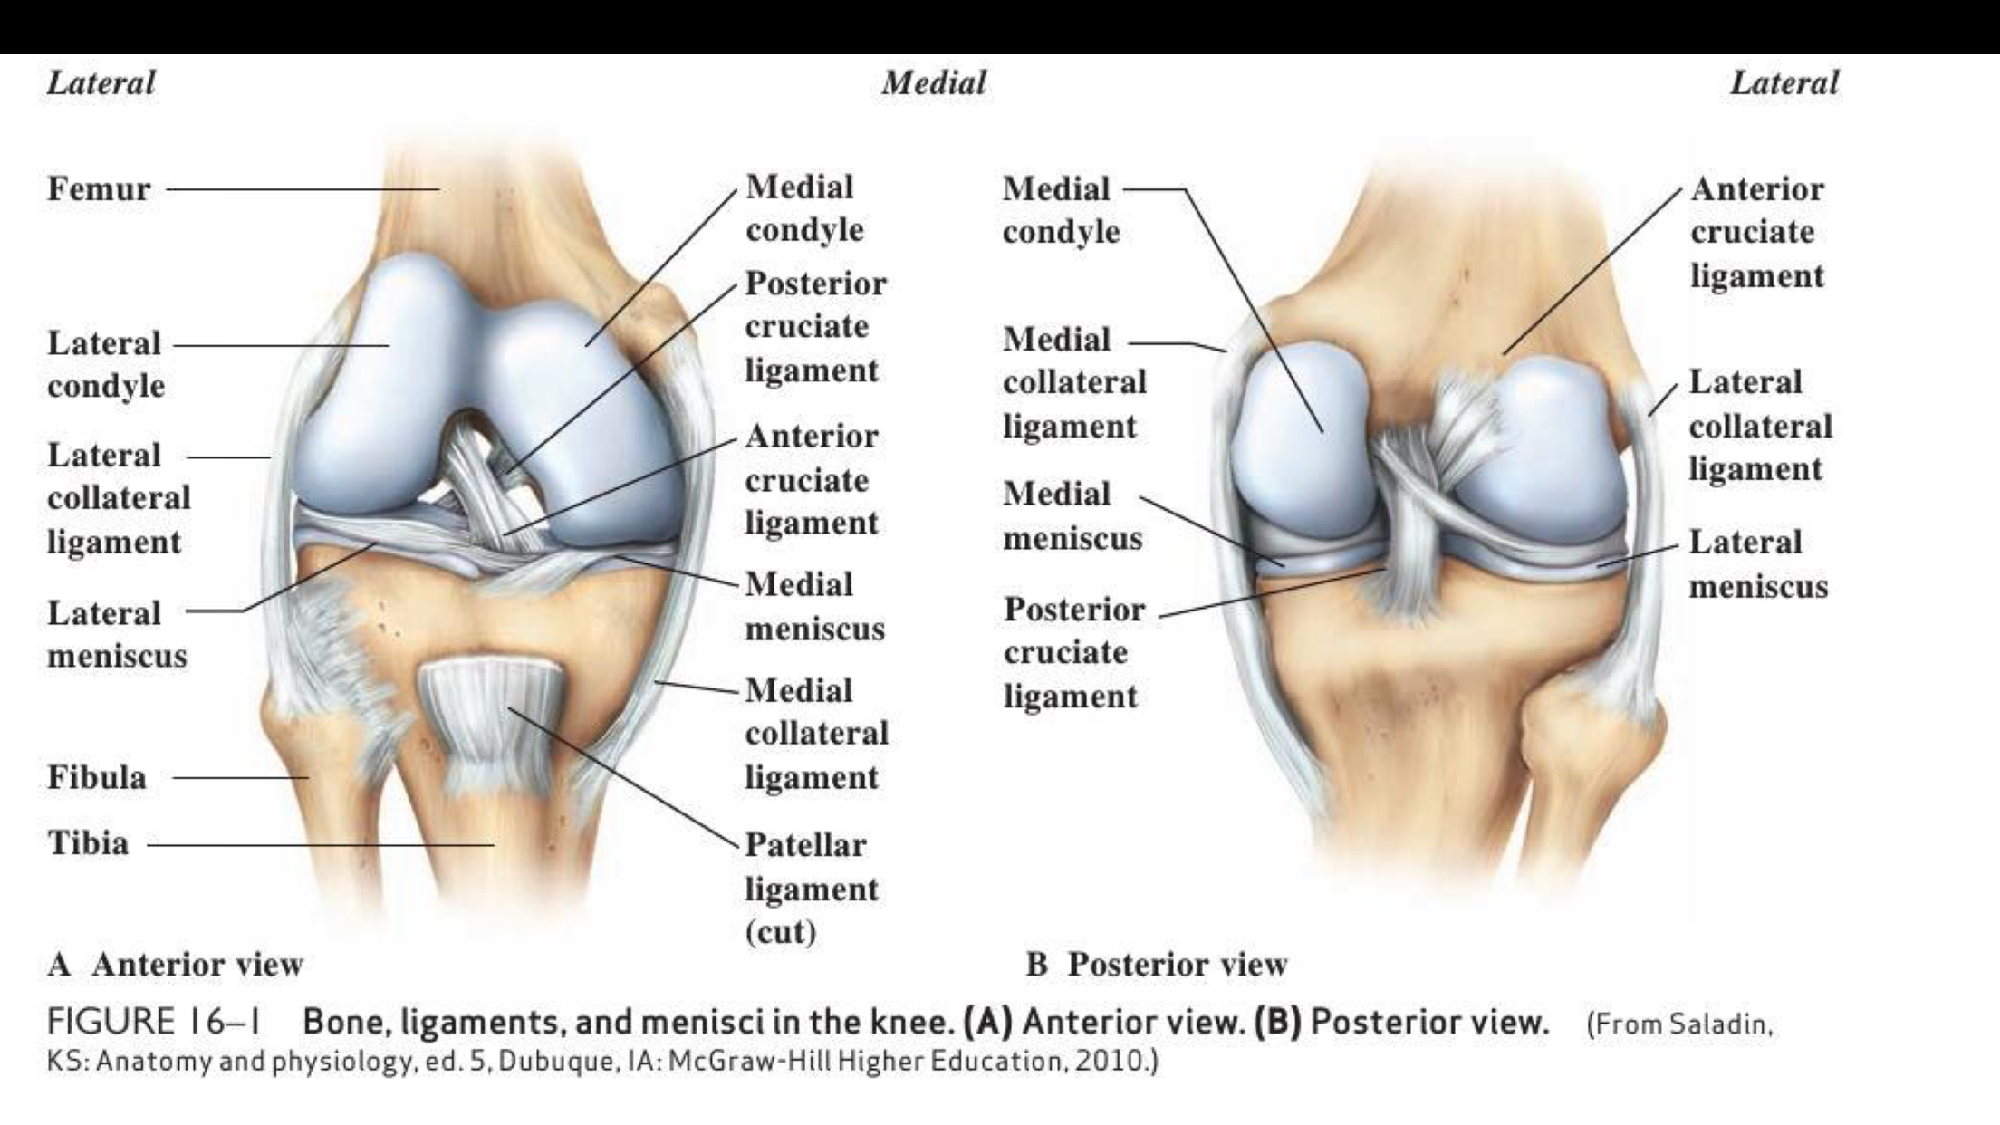 Lateral
Medial
Lateral
Femur
Lateral
condyle
Lateral
collateral
ligament
Lateral
meniscus
Fibula
Tibia
Medial
condyle
Posterior
cruciate
ligament
Anterior
cruciate
ligament
Medial
meniscus
Medial
collateral
ligament
Patellar
ligament
(cut)
A Anterior view
Medial
condyle
Medial
collateral
ligament
Medial
meniscus
Posterior
cruciate
ligament
Anterior
cruciate
ligament
Lateral
collateral
ligament
Lateral
meniscus
B Posterior view
FIGURE 16–1 Bone, ligaments, and menisci in the knee. (A) Anterior view. (B) Posterior view. (From Saladin,
KS: Anatomy and physiology, ed. 5, Dubuque, IA: McGraw-Hill Higher Education, 2010.)